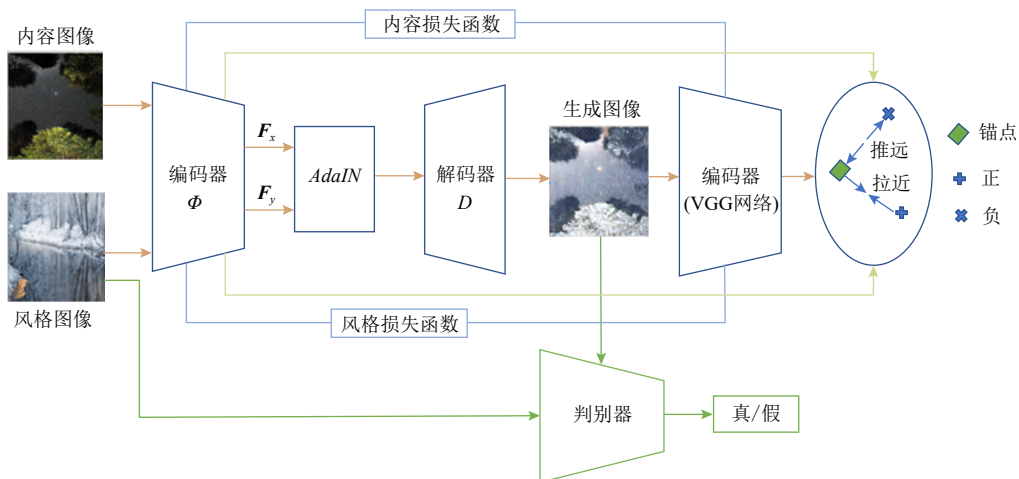 内容图像
内容损失函数
编码器
Φ
Fx
Fy
AdaIN
解码器
D
生成图像
编码器
(VGG网络)
推远
拉近
锚点
正
负
风格图像
风格损失函数
判别器
真/假